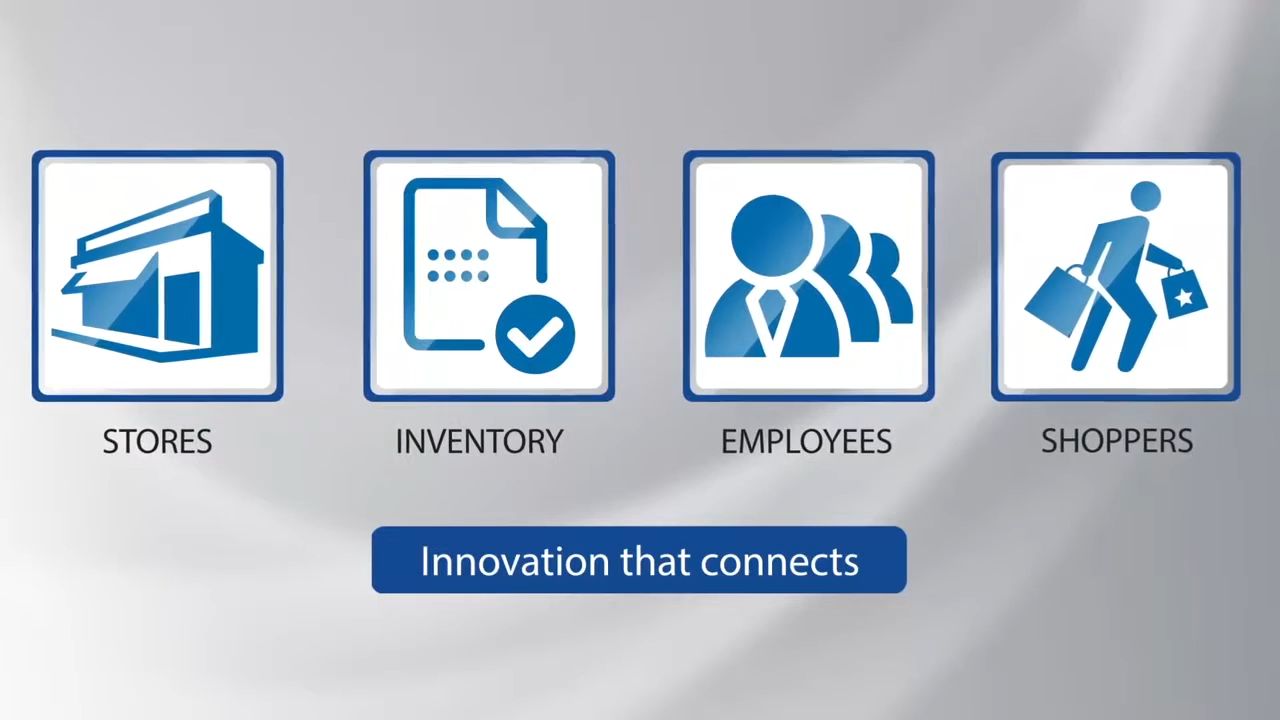 STORES
INVENTORY
EMPLOYEES
SHOPPERS
Innovation that connects